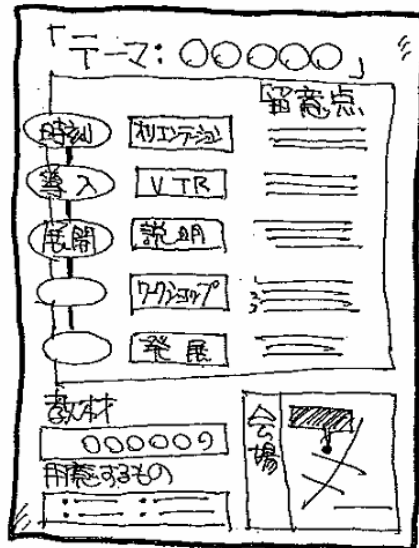 「テーマ：○○○○○」
留意点
時刻 オリエンテーション
導入 VTR
展開 説明
ワークショップ
発展
教材
○○○○○○
用意するもの
会場